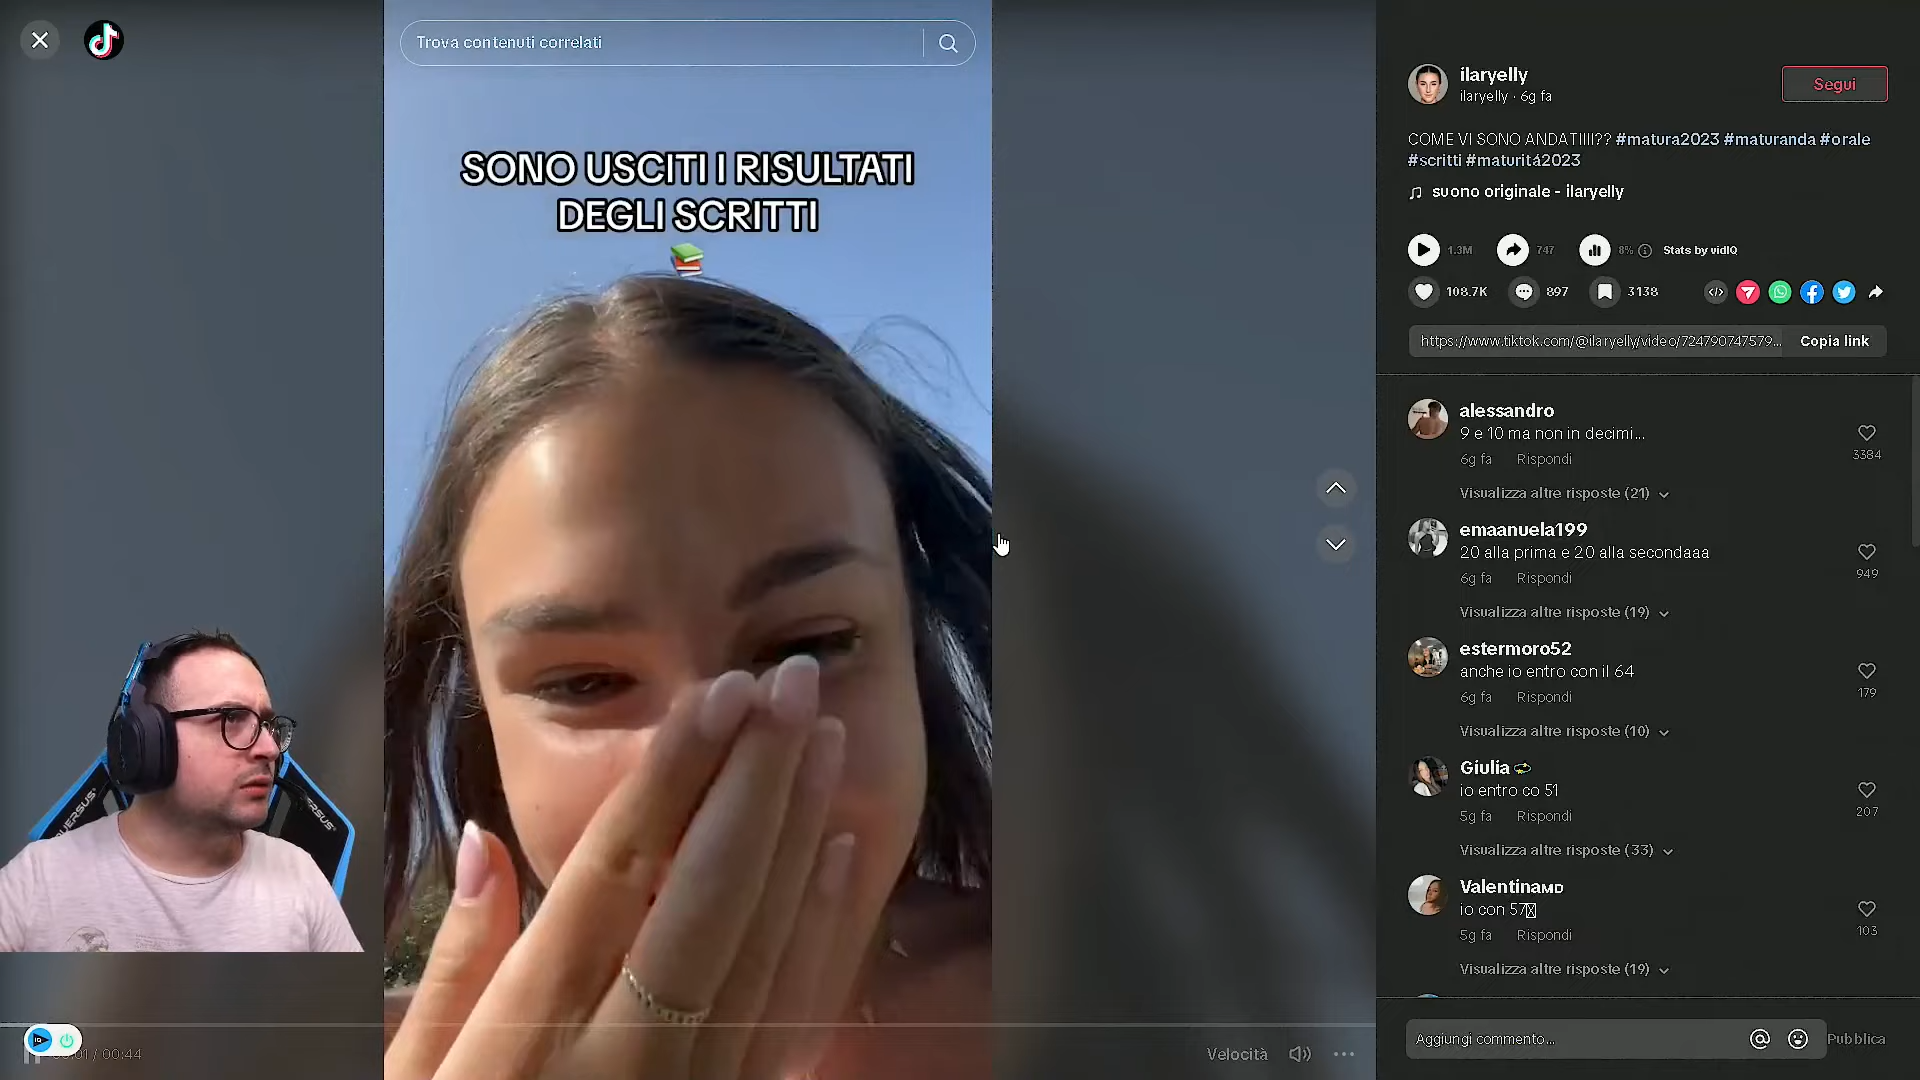 Trova contenuti correlati
SONO USCITI I RISULTATI
DEGLI SCRITTI
QUERSUS
/ 00:44
Velocità
ilaryelly
ilaryelly · 6g fa
Segui
COME VI SONO ANDATIIII?? #matura2023 #maturanda #orale
#scritti #maturitá2023
suono originale - ilaryelly
1.3M
747
8%
Stats by vidIQ
108.7K
897
3138
https://www.tiktok.com/@ilaryelly/video/724790747579...
Copia link
alessandro
9 e 10 ma non in decimi...
3384
6g fa Rispondi
Visualizza altre risposte (21)
emaanuela199
20 alla prima e 20 alla secondaaa
949
6g fa Rispondi
Visualizza altre risposte (19)
estermoro52
anche io entro con il 64
179
6g fa Rispondi
Visualizza altre risposte (10)
Giulia
io entro co 51
207
5g fa Rispondi
Visualizza altre risposte (33)
Valentinaᴍᴅ
io con 57
103
5g fa Rispondi
Visualizza altre risposte (19)
Aggiungi commento...
Pubblica